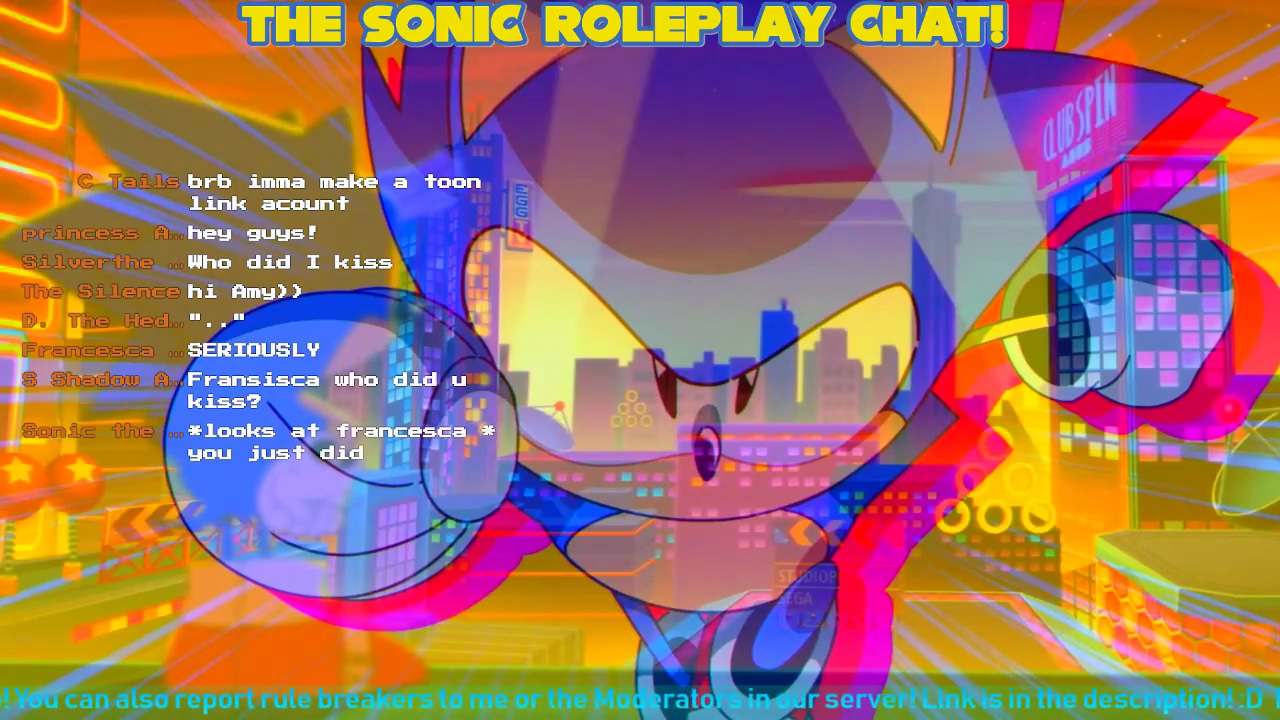 THE SONIC ROLEPLAY CHAT!
CLUB SPIN
EGG
C Tails brb imma make a toon
link acount
princess A… hey guys!
Silverthe … Who did I kiss
The Silence hi Amy))
D. The Hed… ".."
Francesca … SERIOUSLY
S Shadow A… Fransisca who did u
kiss?
Sonic the … *looks at francesca *
you just did
STUDIOP
SEGA
e! You can also report rule breakers to me or the Moderators in our server! Link is in the description! :D